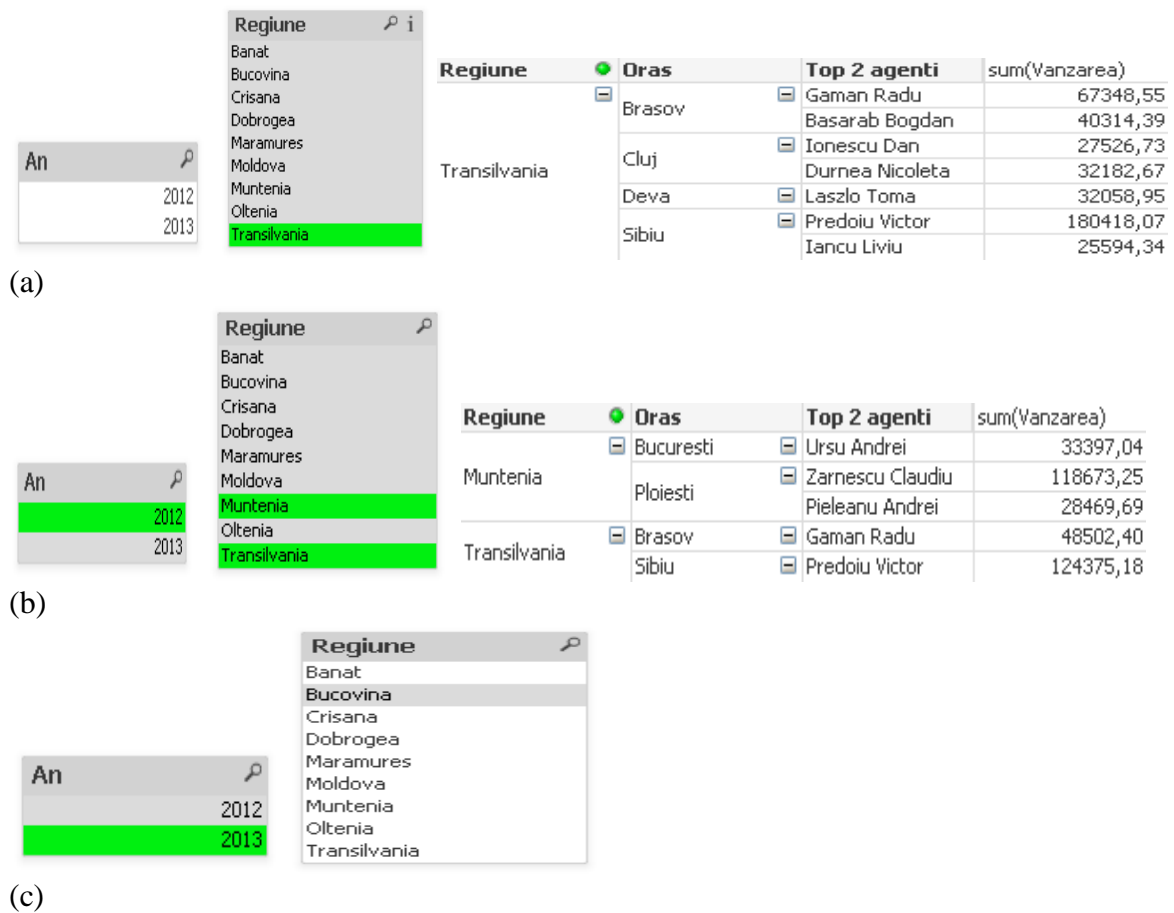 An
2012
2013
Regiune i
Banat
Bucovina
Crisana
Dobrogea
Maramures
Moldova
Muntenia
Oltenia
Transilvania
Regiune Oras Top 2 agenti sum(Vanzarea)
Transilvania Brasov Gaman Radu 67348,55
Basarab Bogdan 40314,39
Cluj Ionescu Dan 27526,73
Durnea Nicoleta 32182,67
Deva Laszlo Toma 32058,95
Sibiu Predoiu Victor 180418,07
Iancu Liviu 25594,34
(a)
An
2012
2013
Regiune
Banat
Bucovina
Crisana
Dobrogea
Maramures
Moldova
Muntenia
Oltenia
Transilvania
Regiune Oras Top 2 agenti sum(Vanzarea)
Muntenia Bucuresti Ursu Andrei 33397,04
Ploiesti Zarnescu Claudiu 118673,25
Pieleanu Andrei 28469,69
Transilvania Brasov Gaman Radu 48502,40
Sibiu Predoiu Victor 124375,18
(b)
An
2012
2013
Regiune
Banat
Bucovina
Crisana
Dobrogea
Maramures
Moldova
Muntenia
Oltenia
Transilvania
(c)